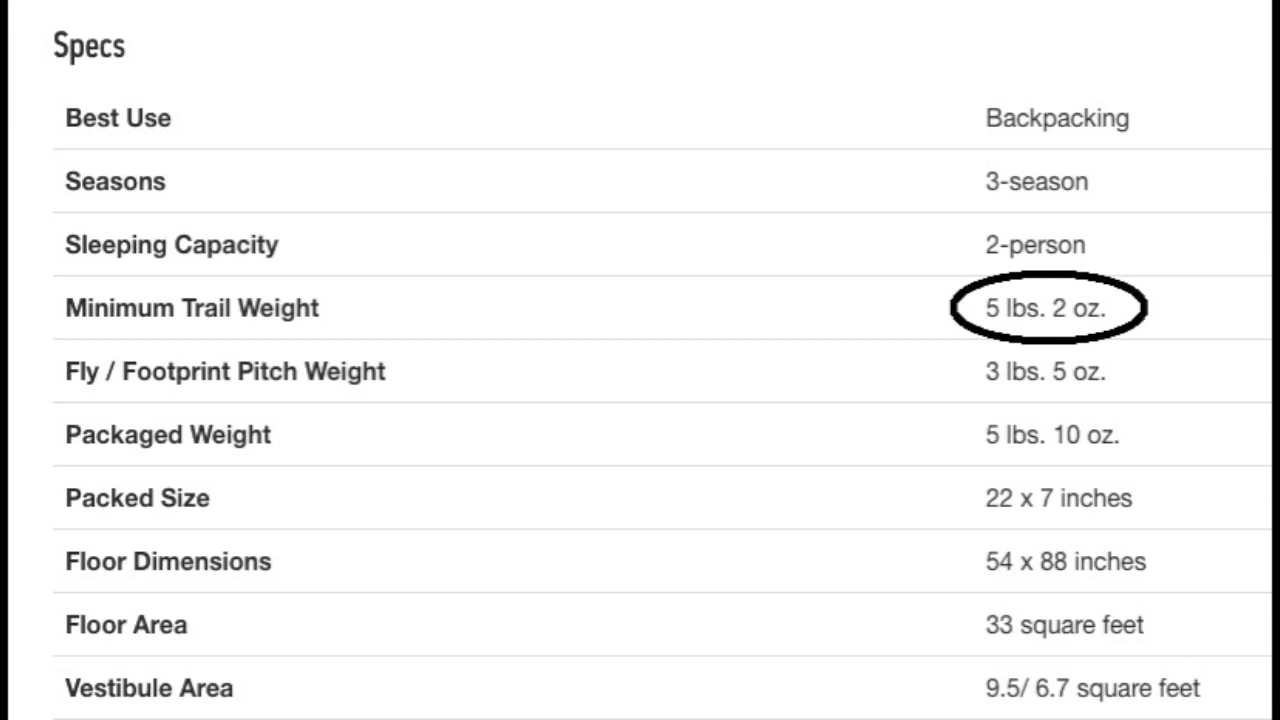 Specs
Best Use Backpacking
Seasons 3-season
Sleeping Capacity 2-person
Minimum Trail Weight 5 lbs. 2 oz.
Fly / Footprint Pitch Weight 3 lbs. 5 oz.
Packaged Weight 5 lbs. 10 oz.
Packed Size 22 x 7 inches
Floor Dimensions 54 x 88 inches
Floor Area 33 square feet
Vestibule Area 9.5/ 6.7 square feet